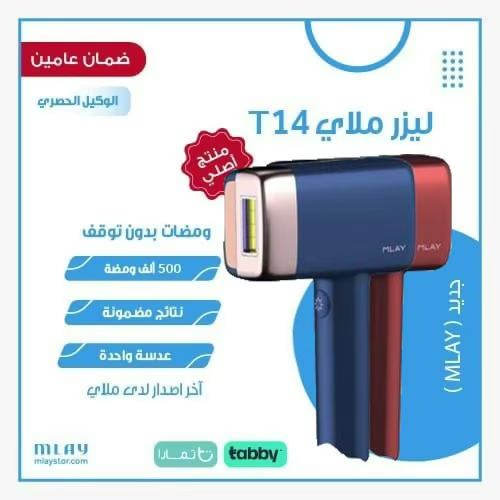 ضمان عامين
الوكيل الحصري
ليزر ملاي T14
منتج
أصلي
ومضات بدون توقف
500 ألف ومضة
نتائج مضمونة
عدسة واحدة
آخر اصدار لدى ملاي
MLAY
MLAY
جديد ( MLAY )
MLAY
mlaystor.com
تمارا
tabby